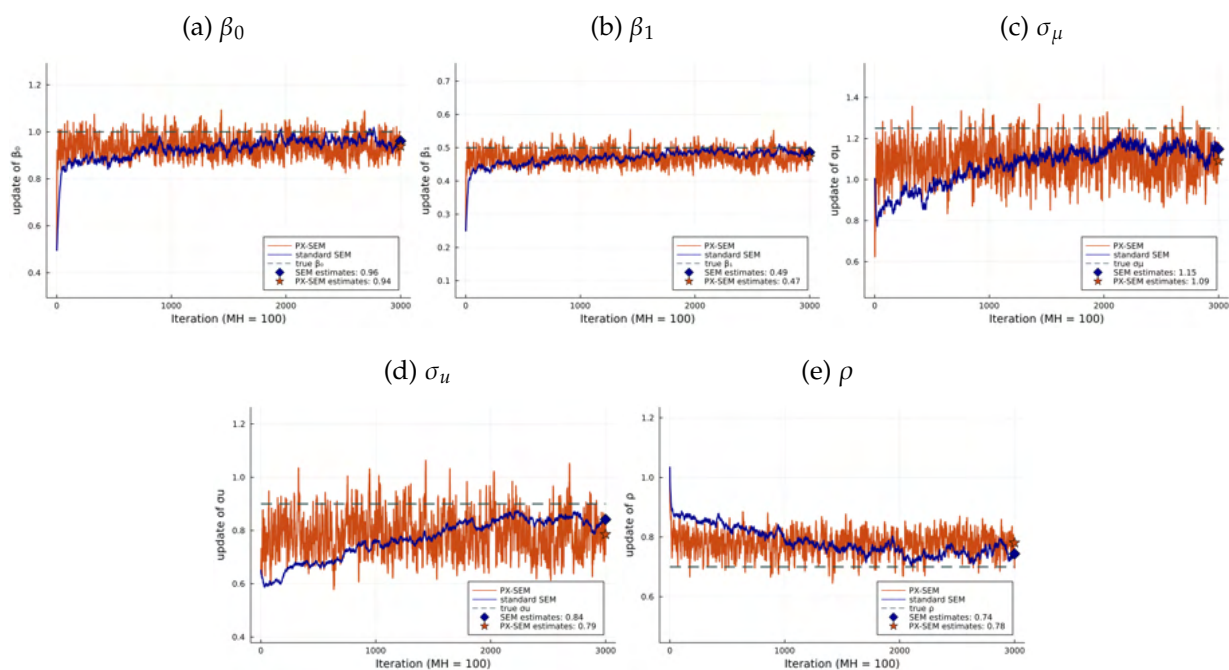 (a) β₀
(b) β₁
(c) σ_μ
1.2
1.0
0.8
0.6
0.4
update of β₀
PX-SEM
standard SEM
true β₀
SEM estimates: 0.96
PX-SEM estimates: 0.94
0
1000
2000
3000
Iteration (MH = 100)
0.7
0.6
0.5
0.4
0.3
0.2
0.1
update of β₁
PX-SEM
standard SEM
true β₁
SEM estimates: 0.49
PX-SEM estimates: 0.47
0
1000
2000
3000
Iteration (MH = 100)
1.4
1.2
1.0
0.8
0.6
update of σμ
PX-SEM
standard SEM
true σμ
SEM estimates: 1.15
PX-SEM estimates: 1.09
0
1000
2000
3000
Iteration (MH = 100)
(d) σ_u
(e) ρ
1.2
1.0
0.8
0.6
0.4
update of σu
PX-SEM
standard SEM
true σu
SEM estimates: 0.84
PX-SEM estimates: 0.79
0
1000
2000
3000
Iteration (MH = 100)
1.2
1.0
0.8
0.6
update of ρ
PX-SEM
standard SEM
true ρ
SEM estimates: 0.74
PX-SEM estimates: 0.78
0
1000
2000
3000
Iteration (MH = 100)